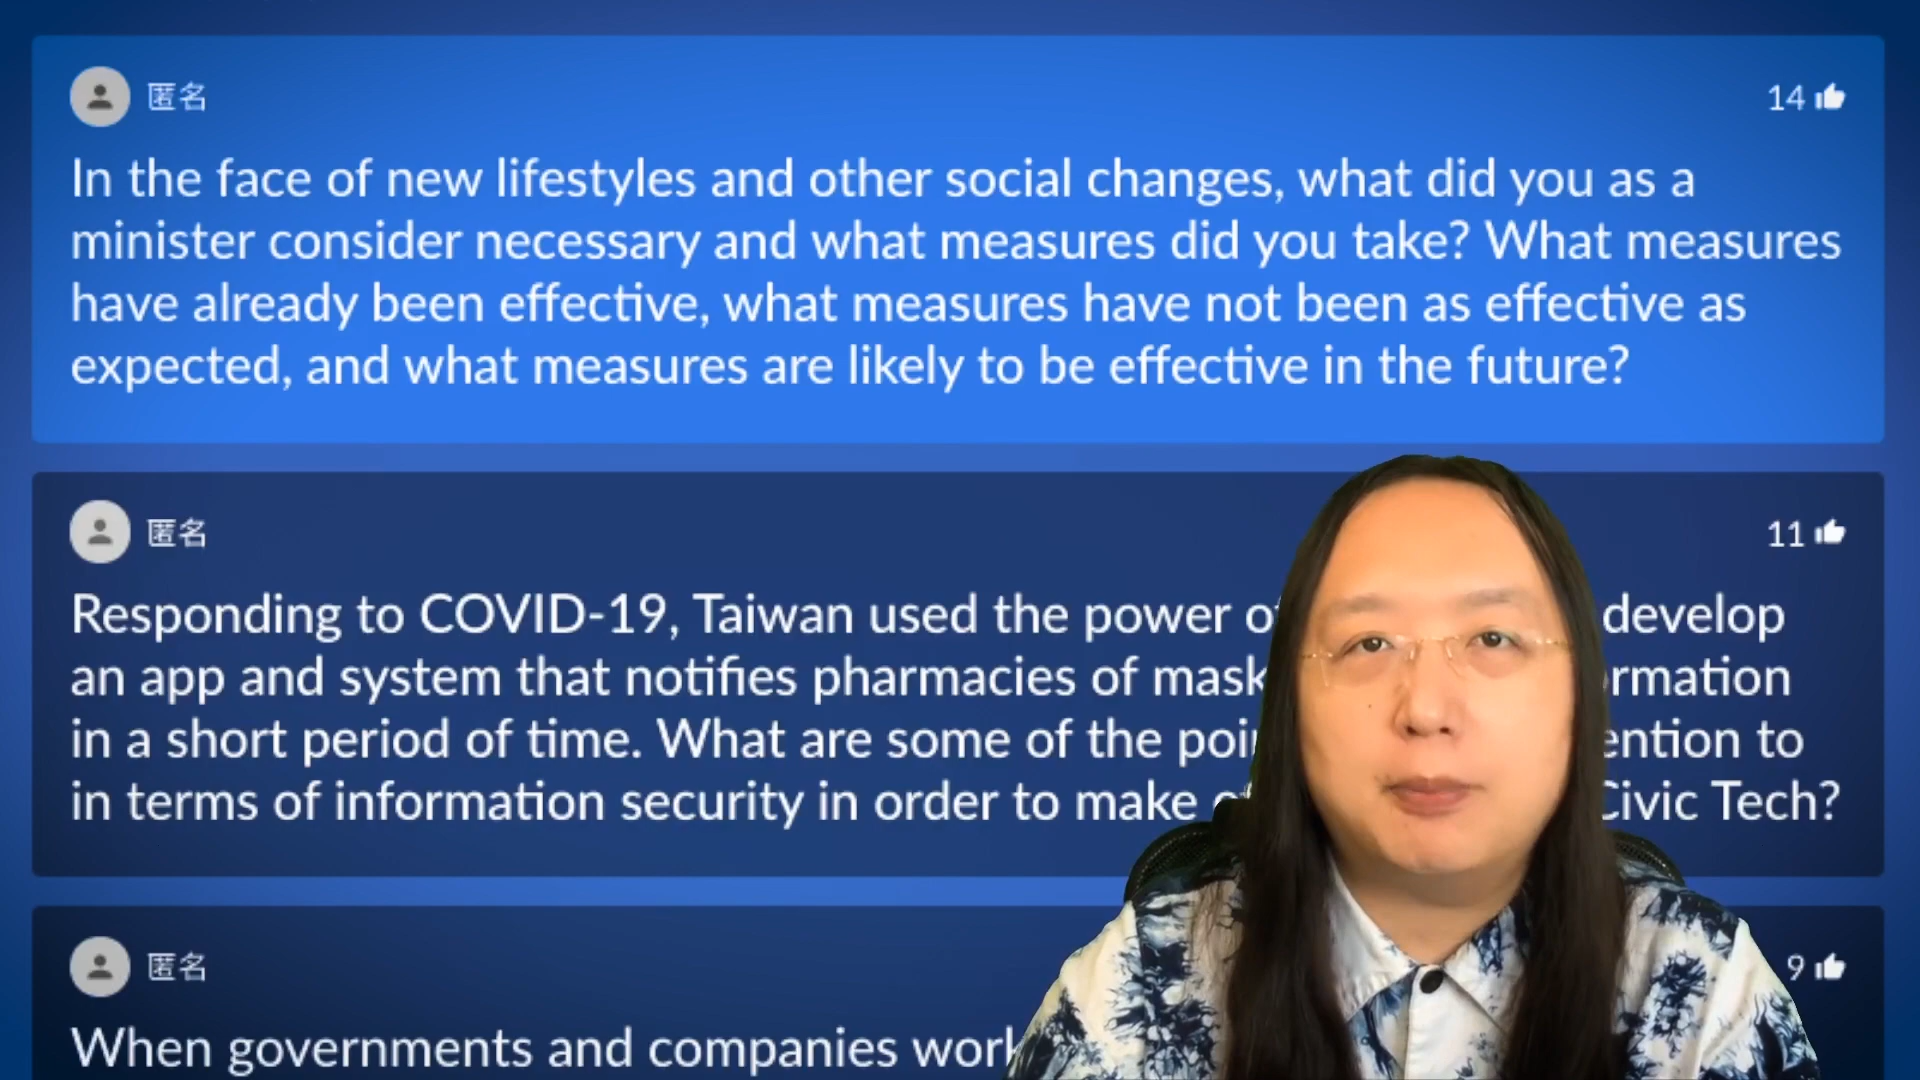 匿名
14
In the face of new lifestyles and other social changes, what did you as a
minister consider necessary and what measures did you take? What measures
have already been effective, what measures have not been as effective as
expected, and what measures are likely to be effective in the future?
匿名
11
Responding to COVID-19, Taiwan used the power develop
an app and system that notifies pharmacies of
in a short period of time. What are some of the to
in terms of information security in order to make Civic Tech?
匿名
9
When governments and companies work